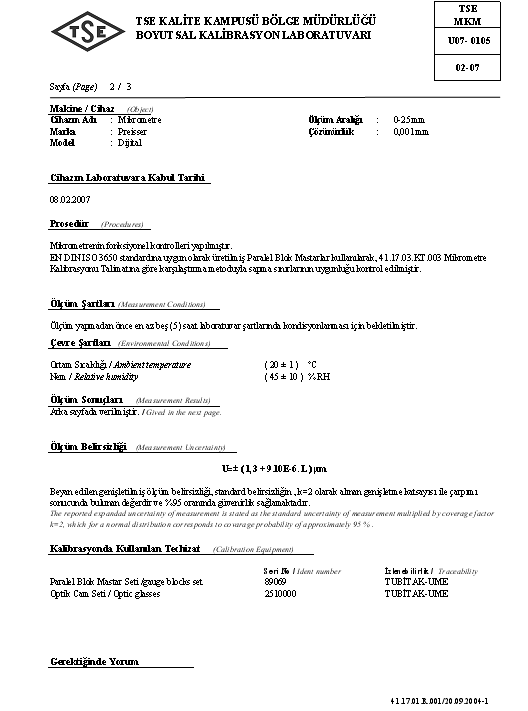 TSE
TSE KALİTE KAMPUSÜ BÖLGE MÜDÜRLÜĞÜ
BOYUTSAL KALİBRASYON LABORATUVARI
TSE
MKM
U07- 0105
02-07
Sayfa (Page) 2 / 3
Makine / Cihaz (Object)
Cihazın Adı : Mikrometre Ölçüm Aralığı : 0-25mm
Marka : Preisser Çözünürlük : 0,001mm
Model : Dijital
Cihazın Laboratuvara Kabul Tarihi
08.02.2007
Prosedür (Procedures)
Mikrometrenin fonksiyonel kontrolleri yapılmıştır.
EN DIN ISO 3650 standardına uygun olarak üretilmiş Paralel Blok Mastarlar kullanılarak, 41.17.03.KT.003 Mikrometre
Kalibrasyonu Talimatına göre karşılaştırma metoduyla sapma sınırlarının uygunluğu kontrol edilmiştir.
Ölçüm Şartları (Measurement Conditions)
Ölçüm yapmadan önce en az beş (5) saat laboratuvar şartlarında kondisyonlanması için bekletilmiştir.
Çevre Şartları (Environmental Conditions)
Ortam Sıcaklığı / Ambient temperature ( 20 ± 1 ) °C
Nem / Relative humidity ( 45 ± 10 ) %RH
Ölçüm Sonuçları (Measurement Results)
Arka sayfada verilmiştir. / Gived in the next page.
Ölçüm Belirsizliği (Measurement Uncertainty)
U=± ( 1,3 + 9.10E-6. L ) µm
Beyan edilen genişletilmiş ölçüm belirsizliği, standard belirsizliğin , k=2 olarak alınan genişletme katsayısı ile çarpımı
sonucunda bulunan değerdir ve %95 oranında güvenirlik sağlamaktadır.
The reported expanded uncertainty of measurement is stated as the standard uncertainty of measurement multiplied by coverage factor
k=2, which for a normal distribution corresponds to covarage probability of approximately 95 % .
Kalibrasyonda Kullanılan Techizat (Calibration Equipment)
Seri No / Ident number İzlenebilirlik / Traceability
Paralel Blok Mastar Seti /gauge blocks set. 89069 TUBİTAK-UME
Optik Cam Seti / Optic glasses 2510000 TUBİTAK-UME
Gerektiğinde Yorum
41.17.01.R.001/20.09.2004-1